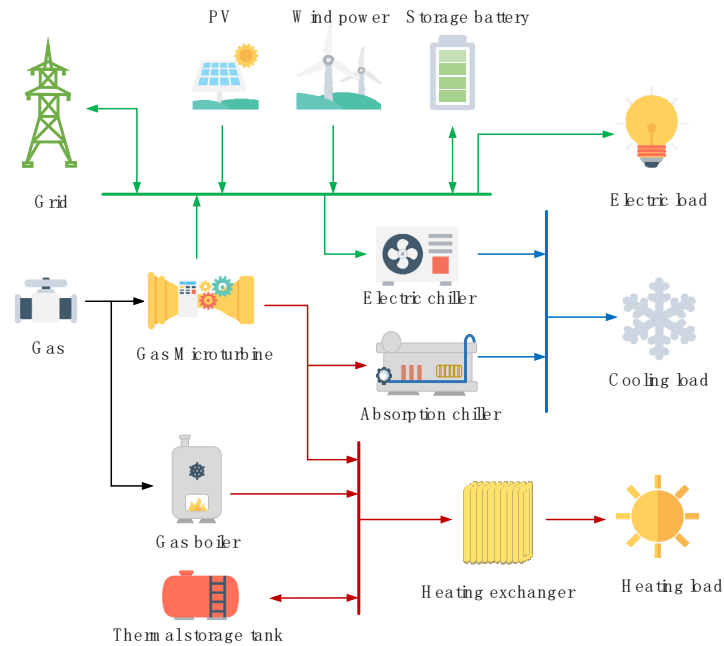 PV
Wind power
Storage battery
Grid
Electric load
Electric chiller
Gas
Gas Microturbine
Cooling load
Absorption chiller
Gas boiler
Heating exchanger
Heating load
Thermal storage tank